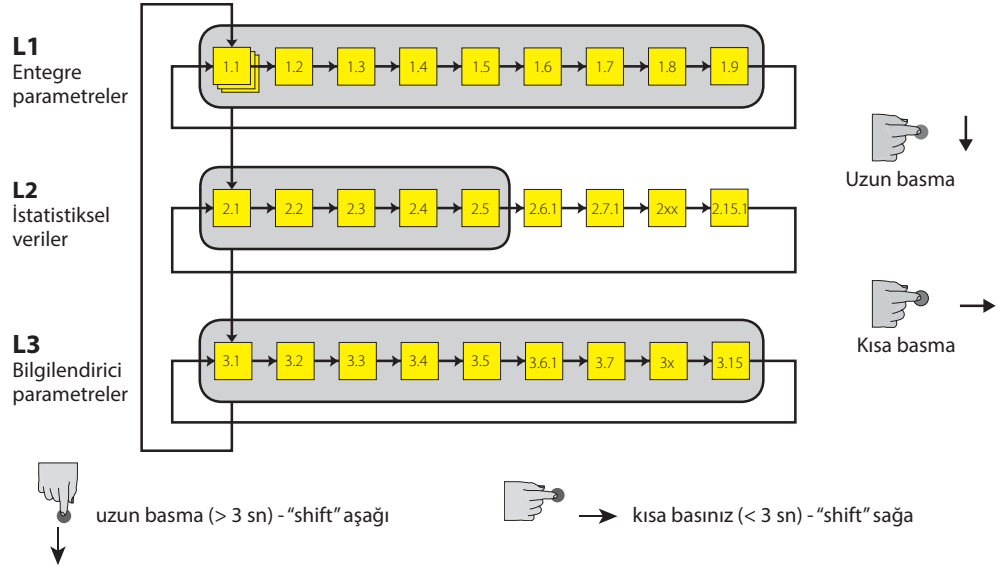 L1
Entegre
parametreler
1.1 1.2 1.3 1.4 1.5 1.6 1.7 1.8 1.9
Uzun basma
L2
İstatistiksel
veriler
2.1 2.2 2.3 2.4 2.5 2.6.1 2.7.1 2xx 2.15.1
Kısa basma
L3
Bilgilendirici
parametreler
3.1 3.2 3.3 3.4 3.5 3.6.1 3.7 3x 3.15
uzun basma (> 3 sn) - “shift” aşağı
kısa basınız (< 3 sn) - “shift” sağa